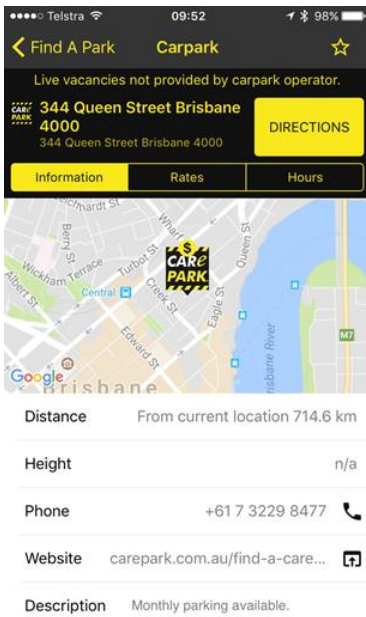 Telstra 09:52 98%
Find A Park Carpark
Live vacancies not provided by carpark operator.
CARe PARK
344 Queen Street Brisbane
4000
344 Queen Street Brisbane 4000
DIRECTIONS
Information Rates Hours
Leichhardt St
Berry St
Wharf
Queen St
Turbot St
Wickham Terrace
Albert St
$
CARe
PARK
Central
Creek St
Eagle St
Edward St
Brisbane River
M7
Google
Brisbane
Distance From current location 714.6 km
Height n/a
Phone +61 7 3229 8477
Website carepark.com.au/find-a-care...
Description Monthly parking available.